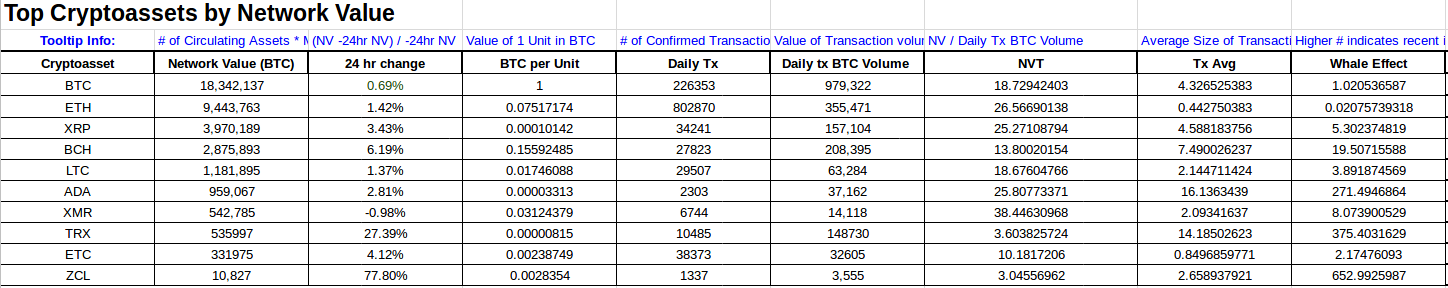 Top Cryptoassets by Network Value
Tooltip Info: # of Circulating Assets * (NV -24hr NV) / -24hr NV Value of 1 Unit in BTC # of Confirmed Transactio Value of Transaction volur NV / Daily Tx BTC Volume Average Size of Transacti Higher # indicates recent i
Cryptoasset Network Value (BTC) 24 hr change BTC per Unit Daily Tx Daily tx BTC Volume NVT Tx Avg Whale Effect
BTC 18,342,137 0.69% 1 226353 979,322 18.72942403 4.326525383 1.020536587
ETH 9,443,763 1.42% 0.07517174 802870 355,471 26.56690138 0.442750383 0.02075739318
XRP 3,970,189 3.43% 0.00010142 34241 157,104 25.27108794 4.588183756 5.302374819
BCH 2,875,893 6.19% 0.15592485 27823 208,395 13.80020154 7.490026237 19.50715588
LTC 1,181,895 1.37% 0.01746088 29507 63,284 18.67604766 2.144711424 3.891874569
ADA 959,067 2.81% 0.00003313 2303 37,162 25.80773371 16.1363439 271.4946864
XMR 542,785 -0.98% 0.03124379 6744 14,118 38.44630968 2.09341637 8.073900529
TRX 535997 27.39% 0.00000815 10485 148730 3.603825724 14.18502623 375.4031629
ETC 331975 4.12% 0.00238749 38373 32605 10.1817206 0.8496859771 2.17476093
ZCL 10,827 77.80% 0.0028354 1337 3,555 3.04556962 2.658937921 652.9925987